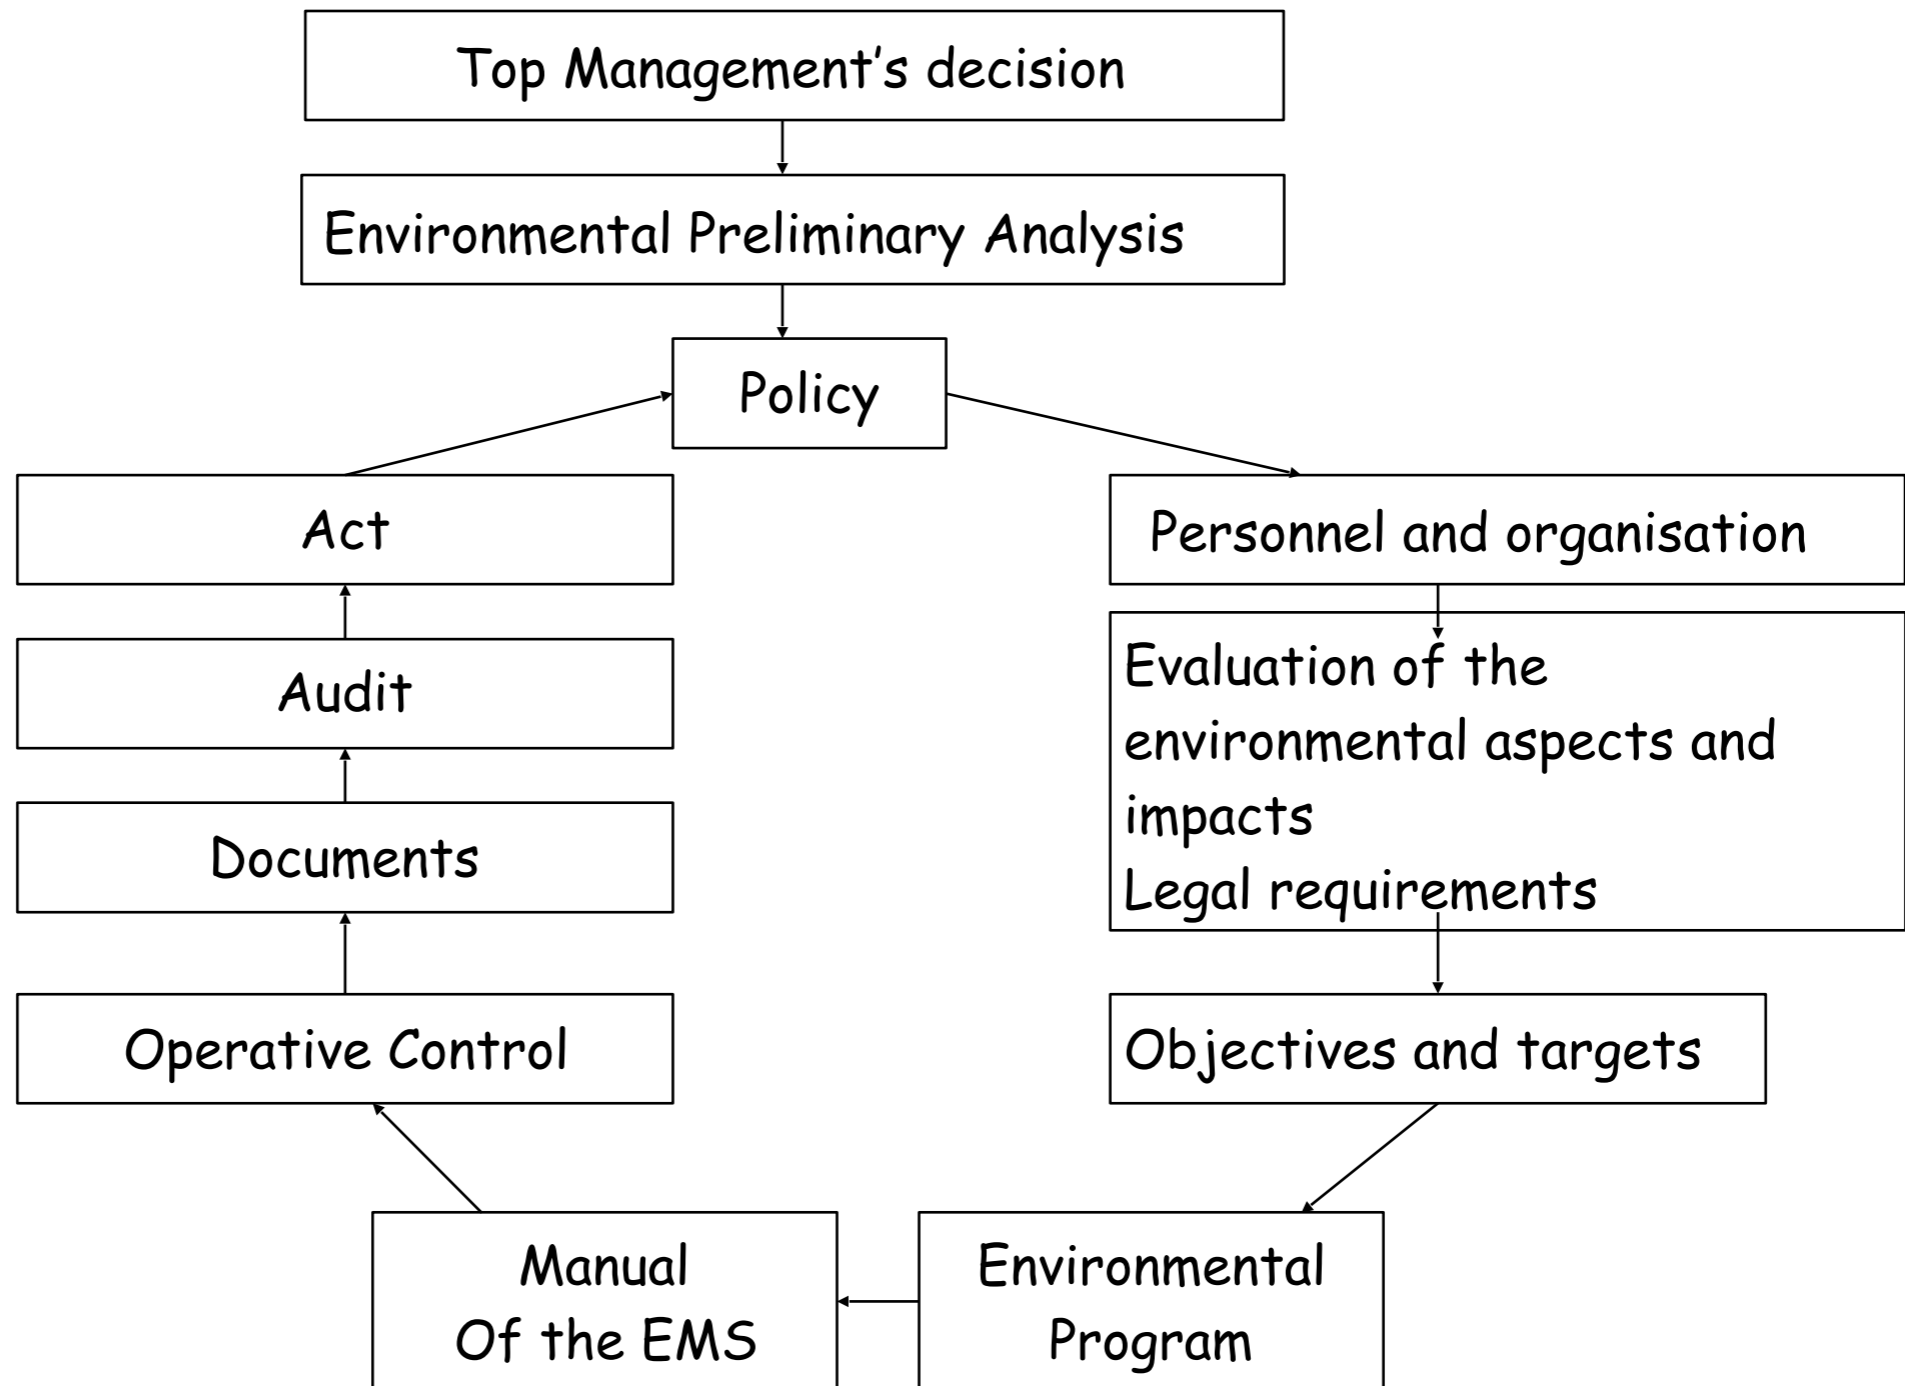 Top Management’s decision
Environmental Preliminary Analysis
Policy
Act
Personnel and organisation
Audit
Evaluation of the
environmental aspects and
impacts
Legal requirements
Documents
Operative Control
Objectives and targets
Manual
Of the EMS
Environmental
Program